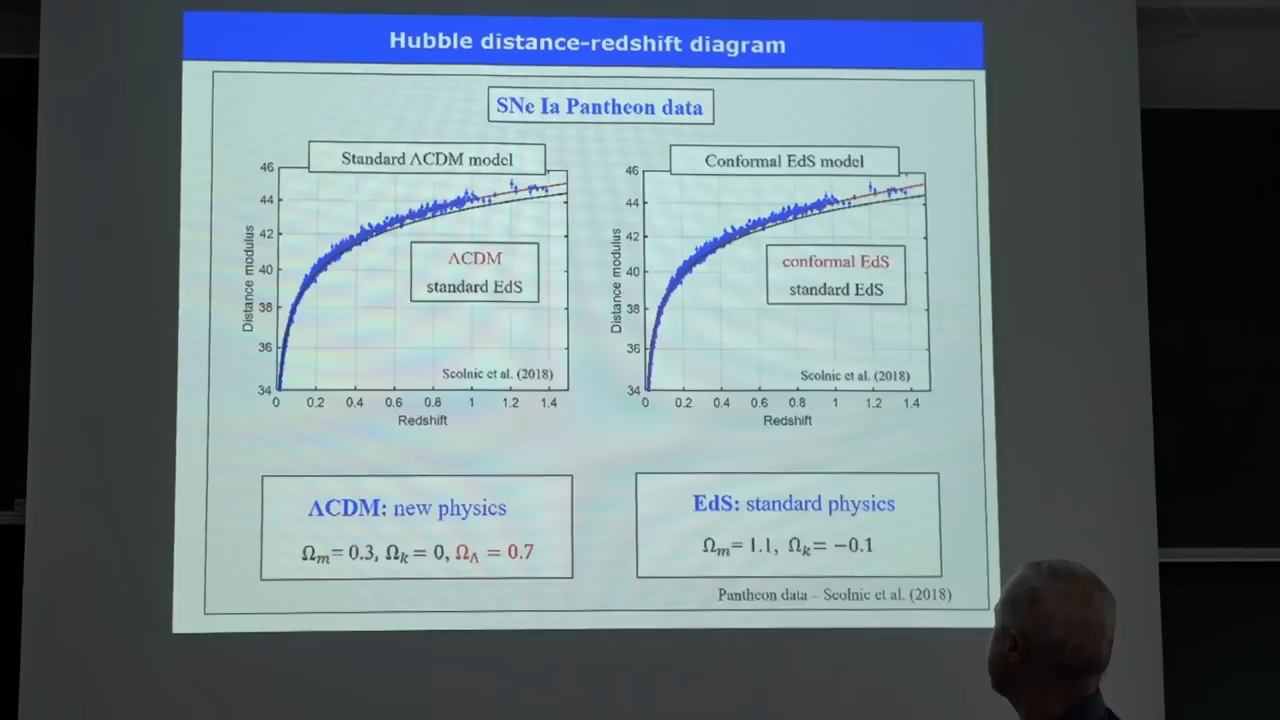 Hubble distance-redshift diagram
SNe Ia Pantheon data
Standard ΛCDM model
46
44
42
40
38
36
34
Distance modulus
ΛCDM
standard EdS
Scolnic et al. (2018)
0 0.2 0.4 0.6 0.8 1 1.2 1.4
Redshift
Conformal EdS model
46
44
42
40
38
36
34
Distance modulus
conformal EdS
standard EdS
Scolnic et al. (2018)
0 0.2 0.4 0.6 0.8 1 1.2 1.4
Redshift
ΛCDM: new physics
Ωm= 0.3, Ωk = 0, ΩΛ = 0.7
EdS: standard physics
Ωm= 1.1, Ωk= −0.1
Pantheon data – Scolnic et al. (2018)